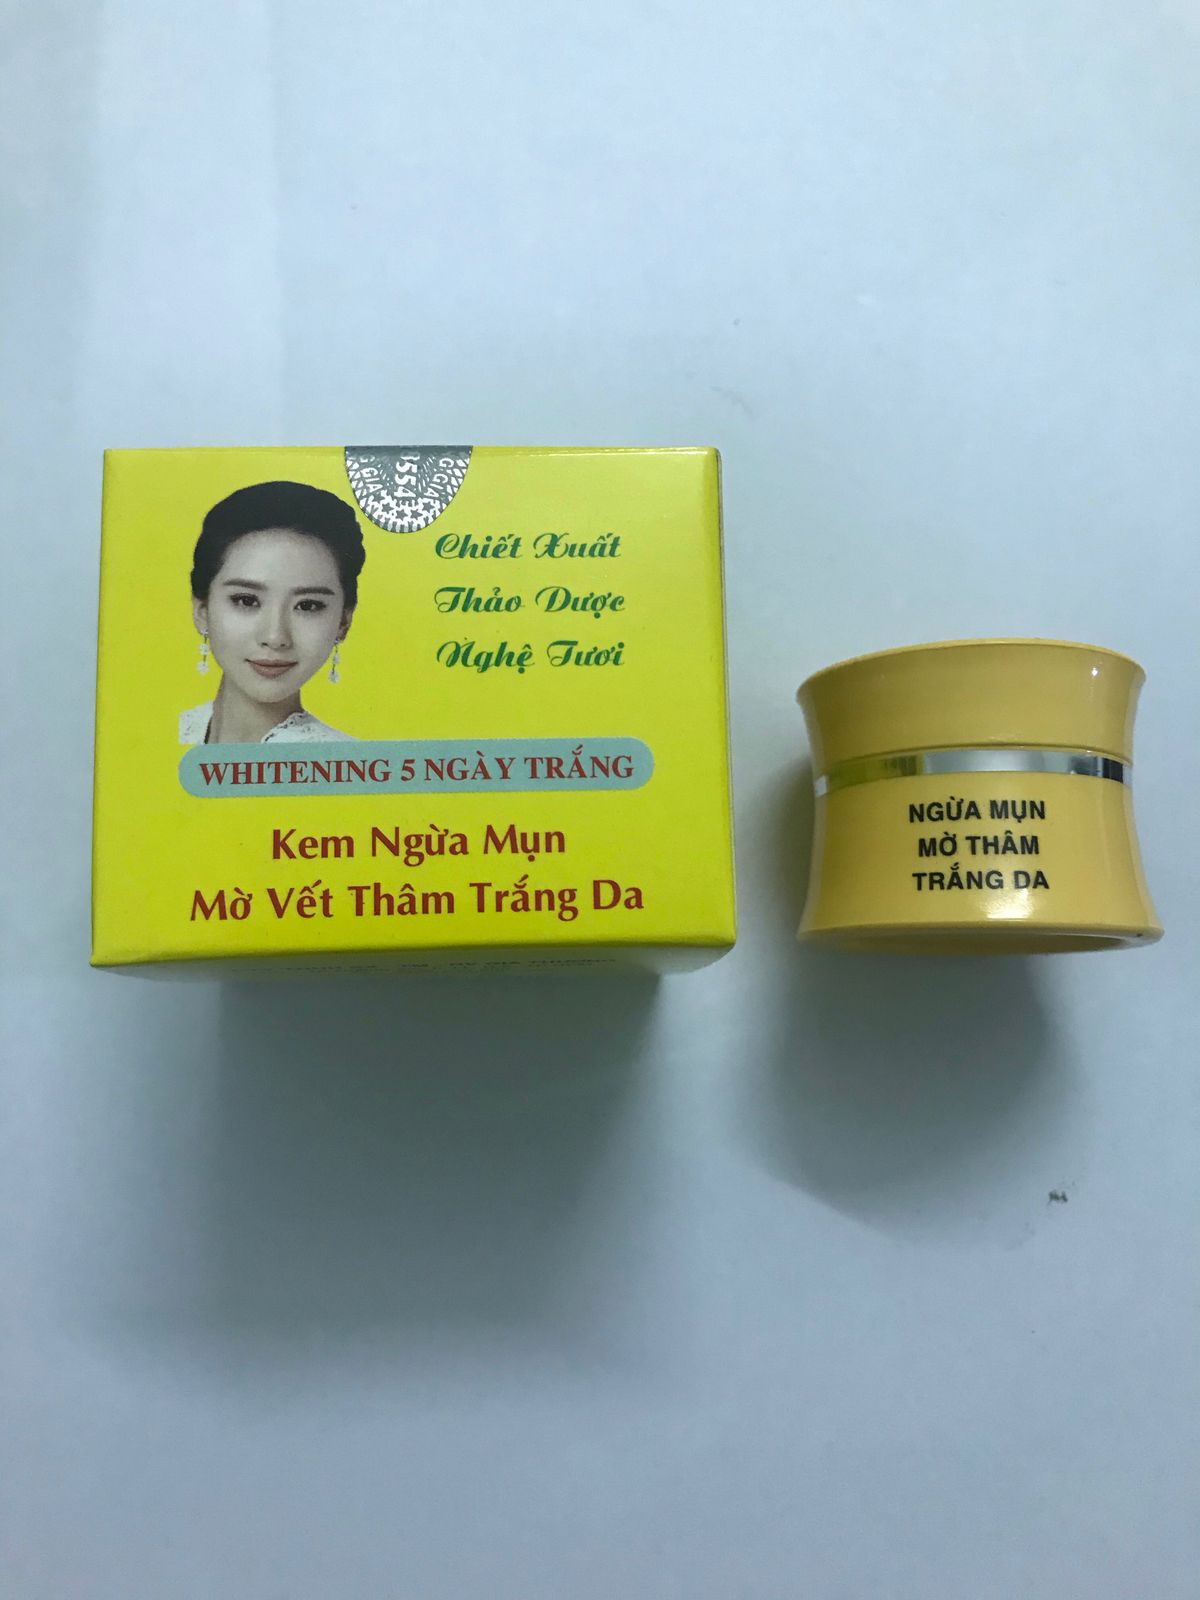 Chiết Xuất
Thảo Dược
Nghệ Tươi
WHITENING 5 NGÀY TRẮNG
Kem Ngừa Mụn
Mờ Vết Thâm Trắng Da
NGỪA MỤN
MỜ THÂM
TRẮNG DA